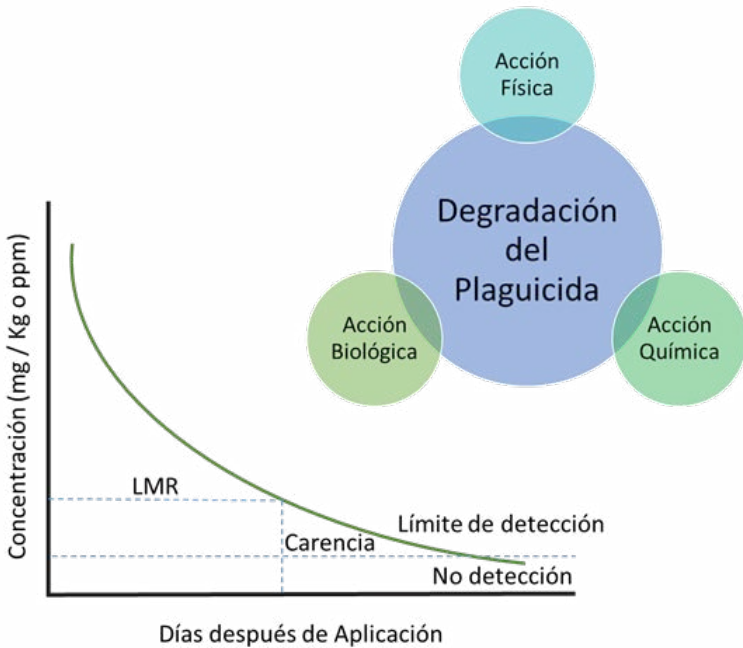 Acción
Física
Degradación
del
Plaguicida
Acción
Biológica
Acción
Química
Concentración (mg / Kg o ppm)
LMR
Límite de detección
Carencia
No detección
Días después de Aplicación